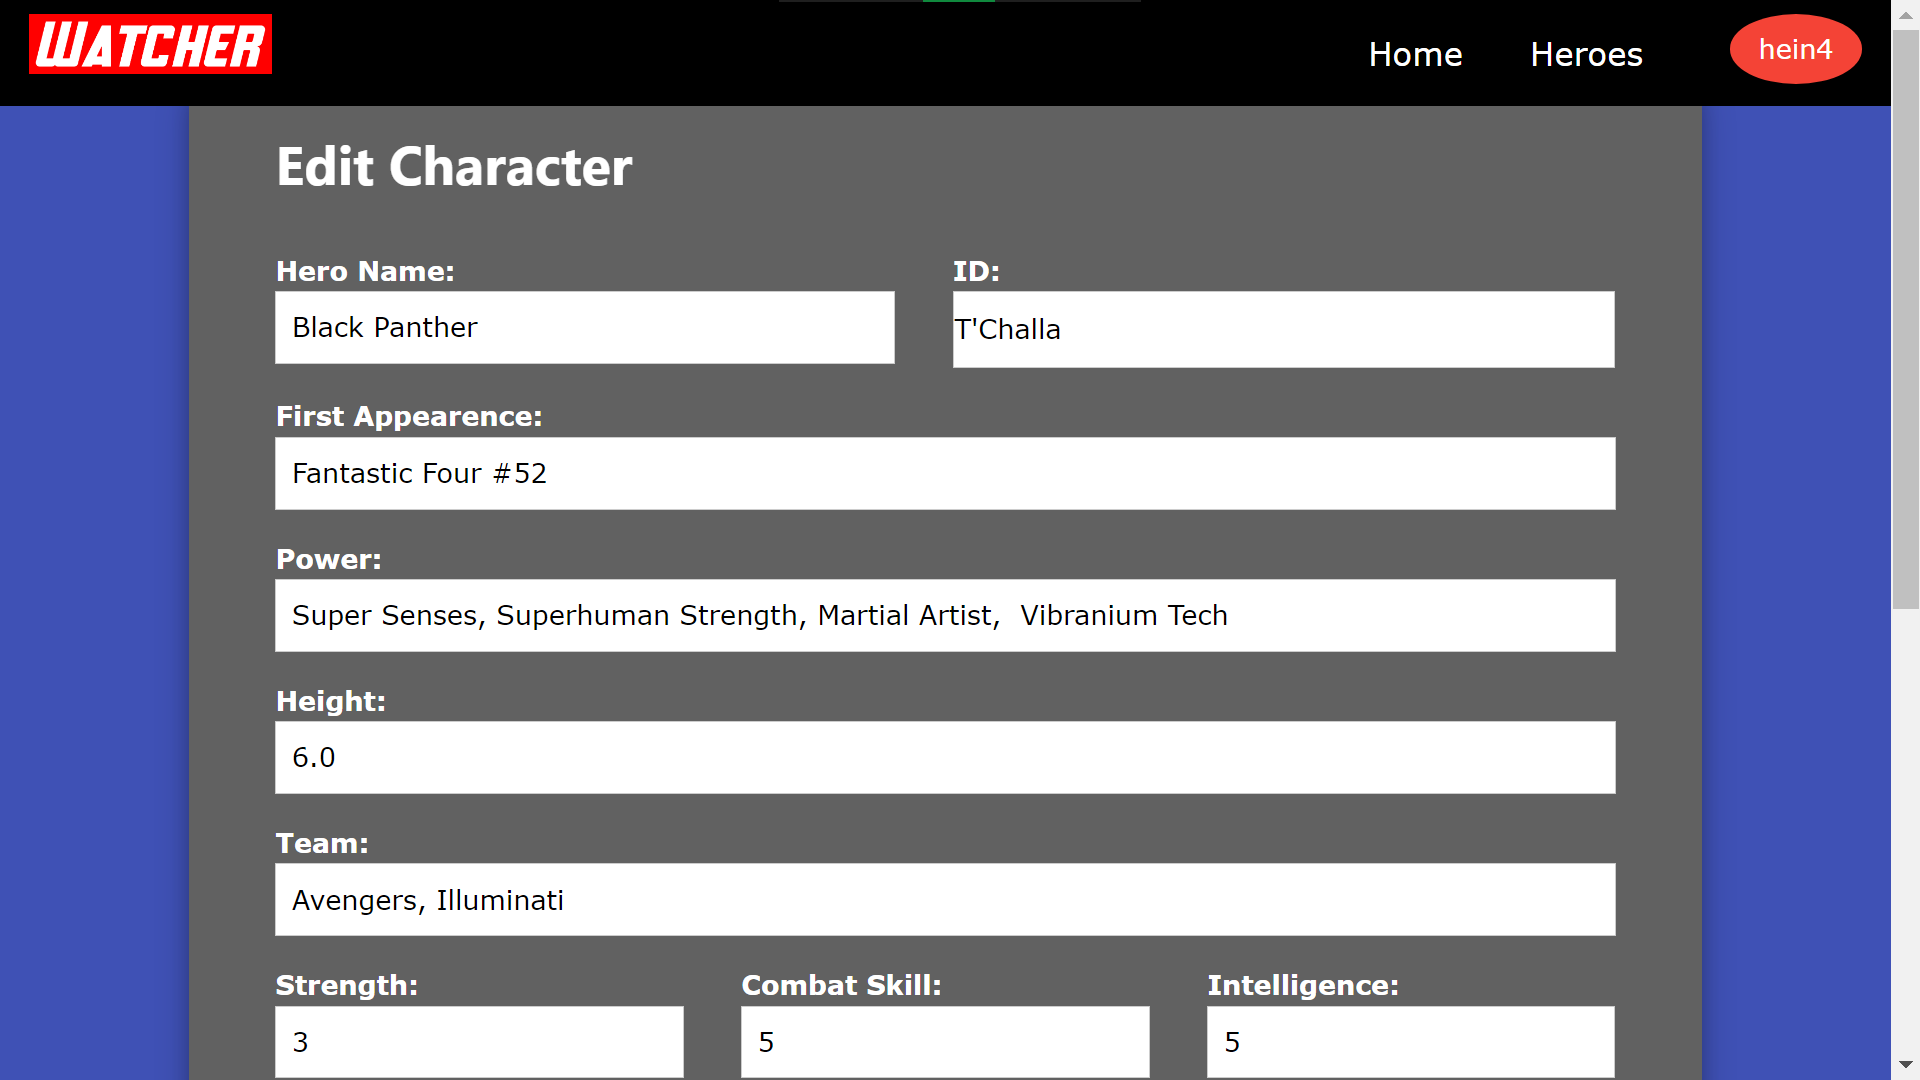 WATCHER
Home Heroes hein4
Edit Character
Hero Name: ID:
Black Panther T'Challa
First Appearence:
Fantastic Four #52
Power:
Super Senses, Superhuman Strength, Martial Artist,  Vibranium Tech
Height:
6.0
Team:
Avengers, Illuminati
Strength: Combat Skill: Intelligence:
3 5 5